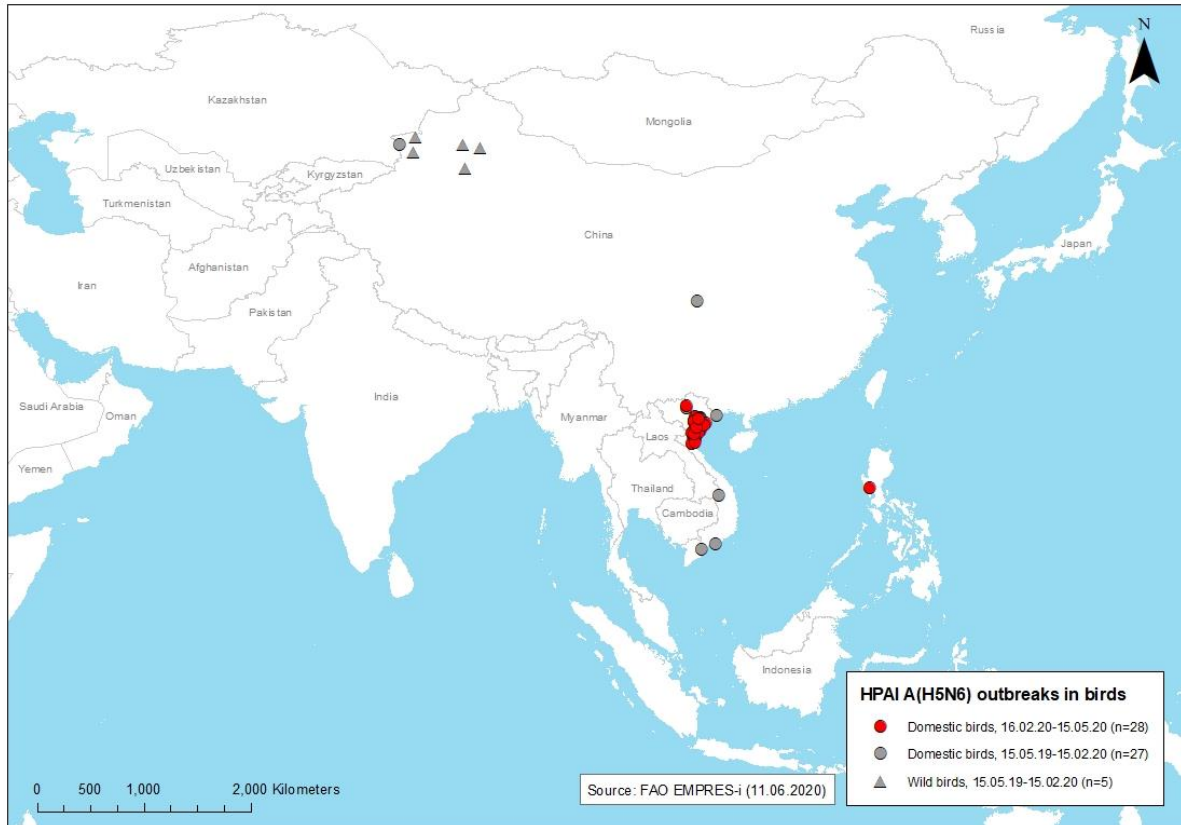 N
Russia
Kazakhstan
Mongolia
Uzbekistan
Kyrgyzstan
Turkmenistan
China
Japan
Afghanistan
Iran
Pakistan
Saudi Arabia
Oman
India
Myanmar
Laos
Yemen
Thailand
Cambodia
Indonesia
HPAI A(H5N6) outbreaks in birds
Domestic birds, 16.02.20-15.05.20 (n=28)
Domestic birds, 15.05.19-15.02.20 (n=27)
Wild birds, 15.05.19-15.02.20 (n=5)
0 500 1,000 2,000 Kilometers
Source: FAO EMPRES-i (11.06.2020)